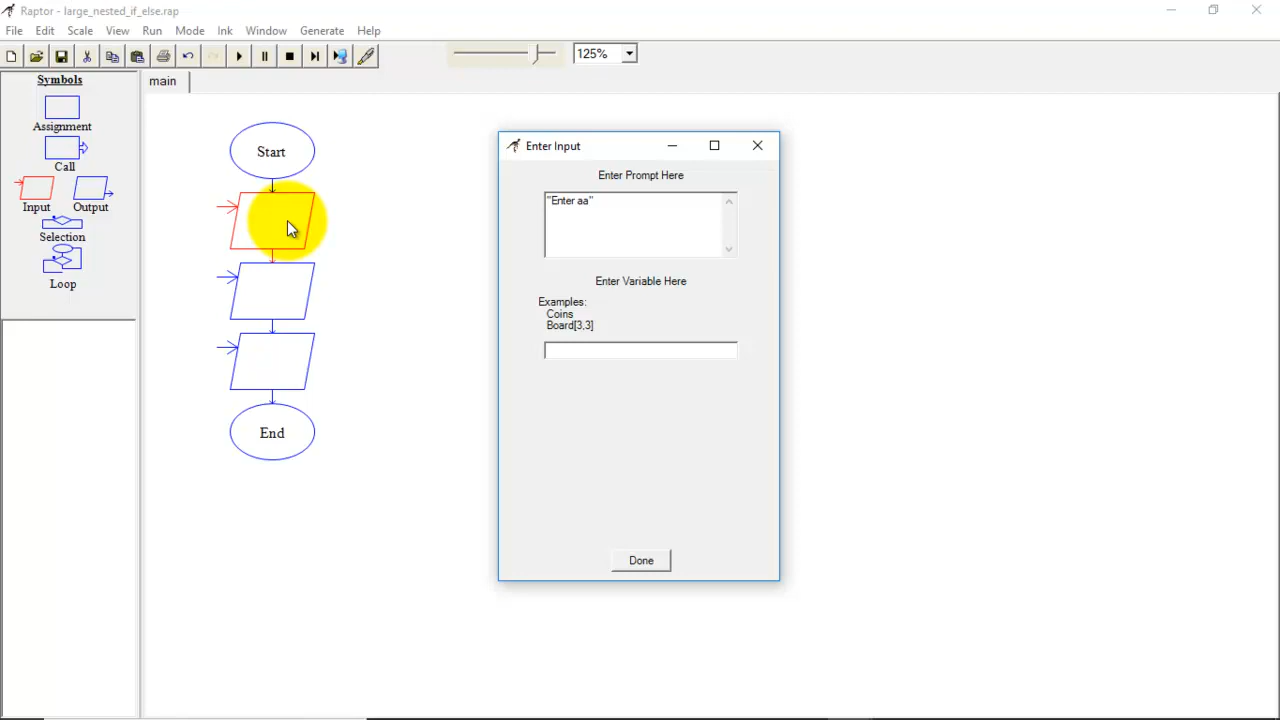 Raptor - large_nested_if_else.rap
File Edit Scale View Run Mode Ink Window Generate Help
125%
Symbols
main
Assignment
Call
Input Output
Selection
Loop
Start
End
Enter Input
Enter Prompt Here
"Enter aa"
Enter Variable Here
Examples:
Coins
Board[3,3]
Done